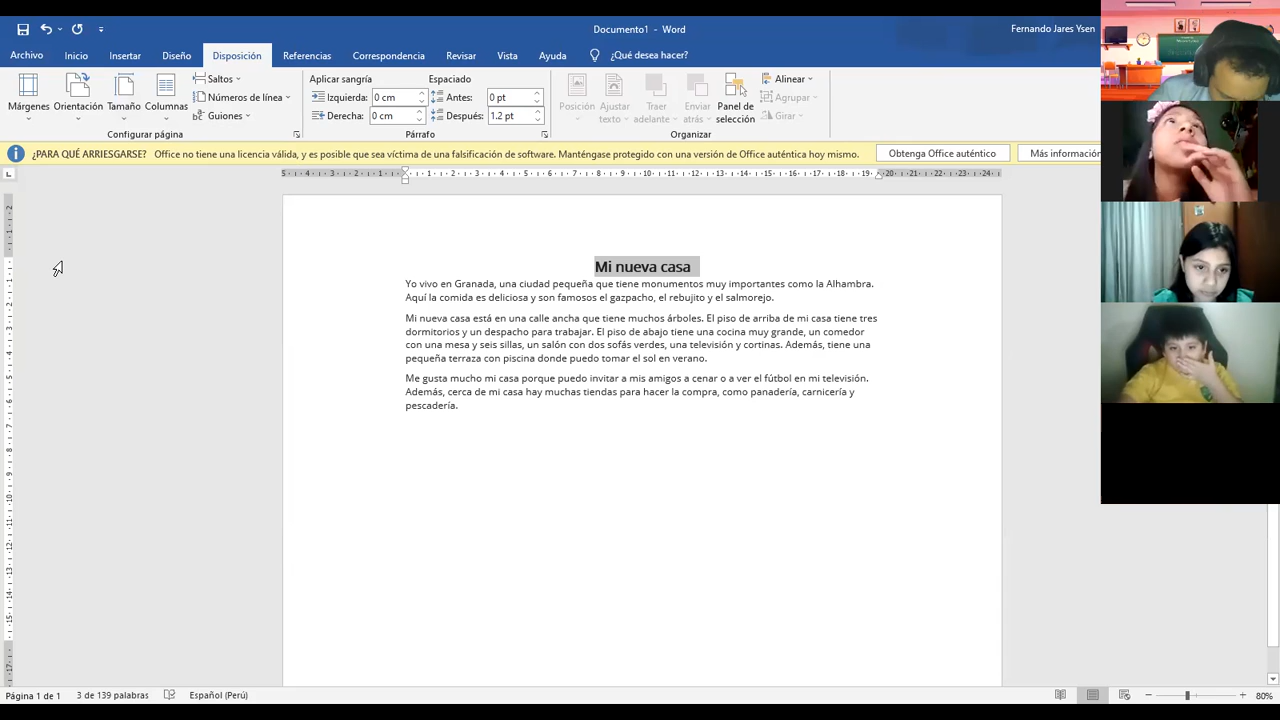 Documento1 - Word
Fernando Jares Ysen
Archivo Inicio Insertar Diseño Disposición Referencias Correspondencia Revisar Vista Ayuda ¿Qué desea hacer?
Saltos Aplicar sangría Espaciado Alinear
Números de línea Izquierda: 0 cm Antes: 0 pt Agrupar
Márgenes Orientación Tamaño Columnas Guiones Derecha: 0 cm Después: 1.2 pt Posición Ajustar texto Traer adelante Enviar atrás Panel de selección Girar
Configurar página Párrafo Organizar
¿PARA QUÉ ARRIESGARSE? Office no tiene una licencia válida, y es posible que sea víctima de una falsificación de software. Manténgase protegido con una versión de Office auténtica hoy mismo. Obtenga Office auténtico Más información
Mi nueva casa
Yo vivo en Granada, una ciudad pequeña que tiene monumentos muy importantes como la Alhambra.
Aquí la comida es deliciosa y son famosos el gazpacho, el rebujito y el salmorejo.
Mi nueva casa está en una calle ancha que tiene muchos árboles. El piso de arriba de mi casa tiene tres
dormitorios y un despacho para trabajar. El piso de abajo tiene una cocina muy grande, un comedor
con una mesa y seis sillas, un salón con dos sofás verdes, una televisión y cortinas. Además, tiene una
pequeña terraza con piscina donde puedo tomar el sol en verano.
Me gusta mucho mi casa porque puedo invitar a mis amigos a cenar o a ver el fútbol en mi televisión.
Además, cerca de mi casa hay muchas tiendas para hacer la compra, como panadería, carnicería y
pescadería.
Página 1 de 1 3 de 139 palabras Español (Perú) 80%